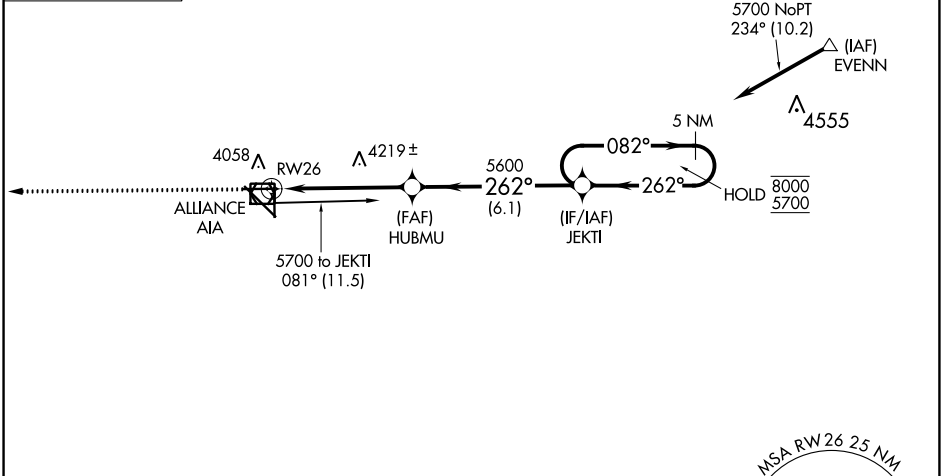 5700 NoPT
234° (10.2)
(IAF)
EVENN
4555
5 NM
082°
4058
4219±
RW26
5600
262°
(6.1)
262°
HOLD
8000
5700
ALLIANCE
AIA
(FAF)
HUBMU
(IF/IAF)
JEKTI
5700 to JEKTI
081° (11.5)
MSA RW26 25 NM